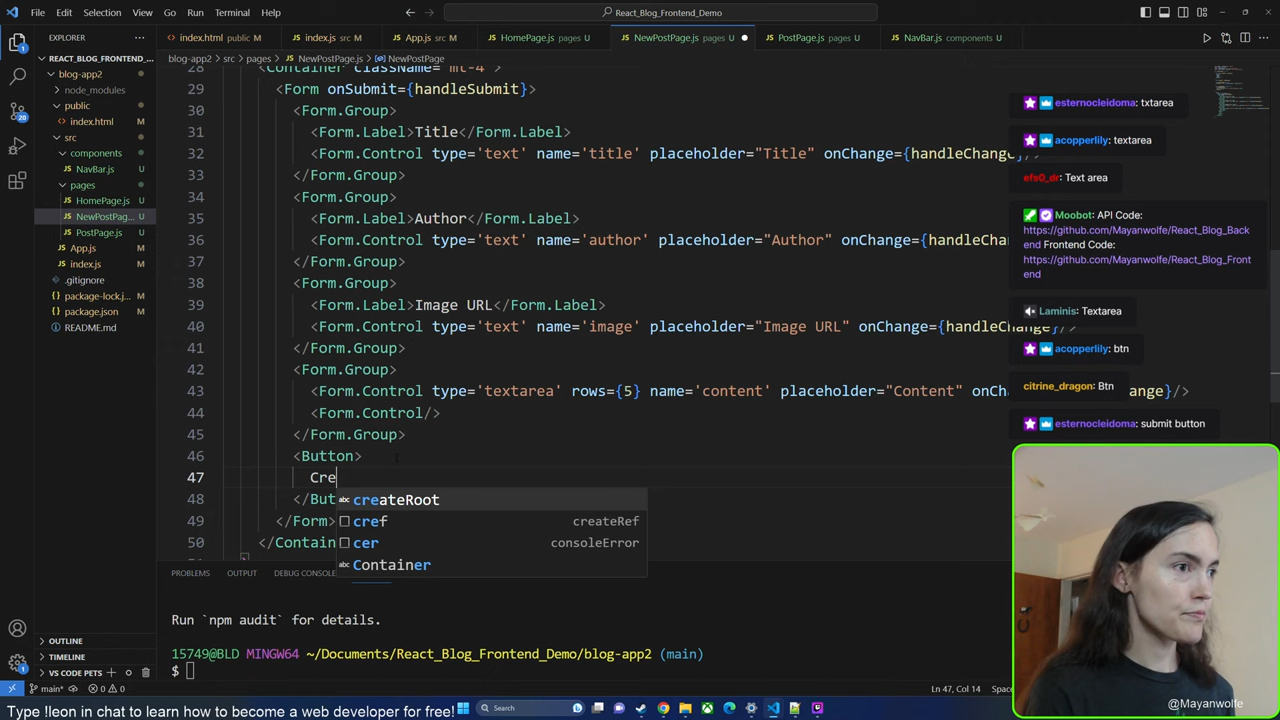 File Edit Selection View Go Run Terminal Help
React_Blog_Frontend_Demo
EXPLORER
index.html public M
index.js src M
App.js src M
HomePage.js pages U
NewPostPage.js pages U
PostPage.js pages U
NavBar.js components U
REACT_BLOG_FRONTEND_...
blog-app2
node_modules
public
index.html M
src
components
NavBar.js U
pages
HomePage.js U
NewPostPag... U
PostPage.js U
App.js M
index.js M
.gitignore
package-lock.j... M
package.json M
README.md
OUTLINE
TIMELINE
VS CODE PETS
blog-app2 > src > pages > NewPostPage.js > NewPostPage
28 <Container className="mt-4">
29 <Form onSubmit={handleSubmit}>
30 <Form.Group>
31 <Form.Label>Title</Form.Label>
32 <Form.Control type='text' name='title' placeholder="Title" onChange={handleChange}/>
33 </Form.Group>
34 <Form.Group>
35 <Form.Label>Author</Form.Label>
36 <Form.Control type='text' name='author' placeholder="Author" onChange={handleChan
37 </Form.Group>
38 <Form.Group>
39 <Form.Label>Image URL</Form.Label>
40 <Form.Control type='text' name='image' placeholder="Image URL" onChange={handleChange}/>
41 </Form.Group>
42 <Form.Group>
43 <Form.Control type='textarea' rows={5} name='content' placeholder="Content" onChange={handleChange}/>
44 <Form.Control/>
45 </Form.Group>
46 <Button>
47 Cre
48 </But
49 </Form>
50 </Contain
createRoot
cref createRef
cer consoleError
Container
esternocleidoma: txtarea
acopperlily: textarea
efsO_dr: Text area
Moobot: API Code:
https://github.com/Mayanwolfe/React_Blog_Back
end Frontend Code:
https://github.com/Mayanwolfe/React_Blog_Front
end
Laminis: Textarea
acopperlily: btn
citrine_dragon: Btn
esternocleidoma: submit button
PROBLEMS OUTPUT DEBUG CONSOLE
Run `npm audit` for details.
15749@BLD MINGW64 ~/Documents/React_Blog_Frontend_Demo/blog-app2 (main)
$
main* 0 0
Ln 47, Col 14
Type !leon in chat to learn how to become a web developer for free!
Search
@Mayanwolfe